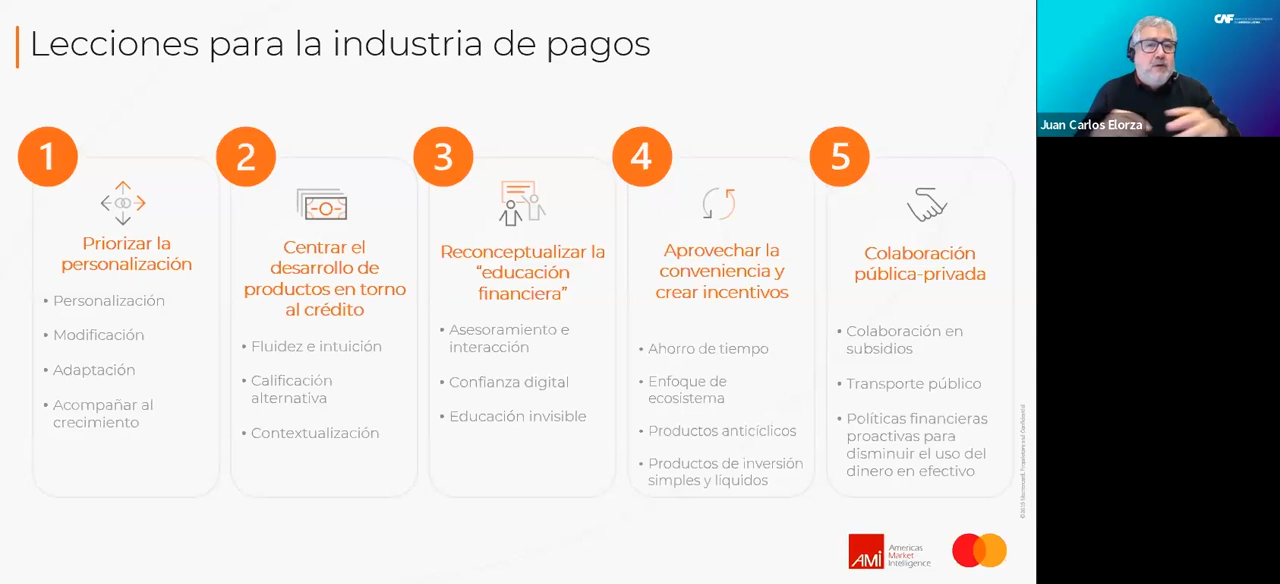 Lecciones para la industria de pagos
CAF
Juan Carlos Elorza
1
Priorizar la
personalización
• Personalización
• Modificación
• Adaptación
• Acompañar al
crecimiento
2
Centrar el
desarrollo de
productos en torno
al crédito
• Fluidez e intuición
• Calificación
alternativa
• Contextualización
3
Reconceptualizar la
“educación
financiera”
• Asesoramiento e
interacción
• Confianza digital
• Educación invisible
4
Aprovechar la
conveniencia y
crear incentivos
• Ahorro de tiempo
• Enfoque de
ecosistema
• Productos anticíclicos
• Productos de inversión
simples y líquidos
5
Colaboración
pública-privada
• Colaboración en
subsidios
• Transporte público
• Políticas financieras
proactivas para
disminuir el uso del
dinero en efectivo
Mastercard. Proprietary and Confidential
AMI
Americas
Market
Intelligence